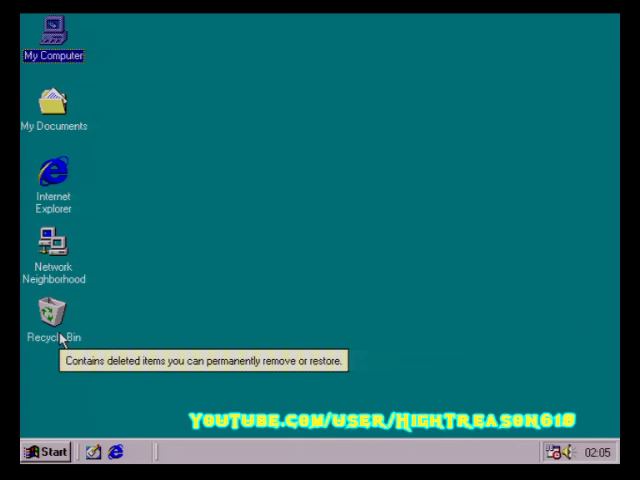 My Computer
My Documents
Internet
Explorer
Network
Neighborhood
Recycle Bin
Contains deleted items you can permanently remove or restore.
YouTube.com/user/HighTreason610
Start
02:05